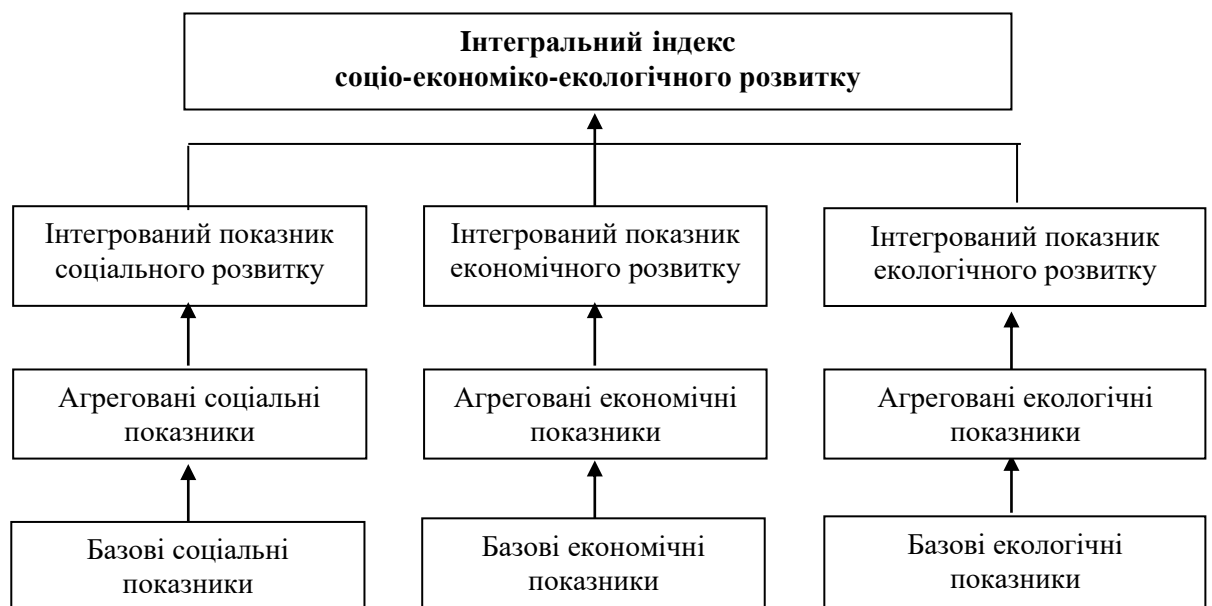 Інтегральний індекс
соціо-економіко-екологічного розвитку
Інтегрований показник
соціального розвитку
Інтегрований показник
економічного розвитку
Інтегрований показник
екологічного розвитку
Агреговані соціальні
показники
Агреговані економічні
показники
Агреговані екологічні
показники
Базові соціальні
показники
Базові економічні
показники
Базові екологічні
показники